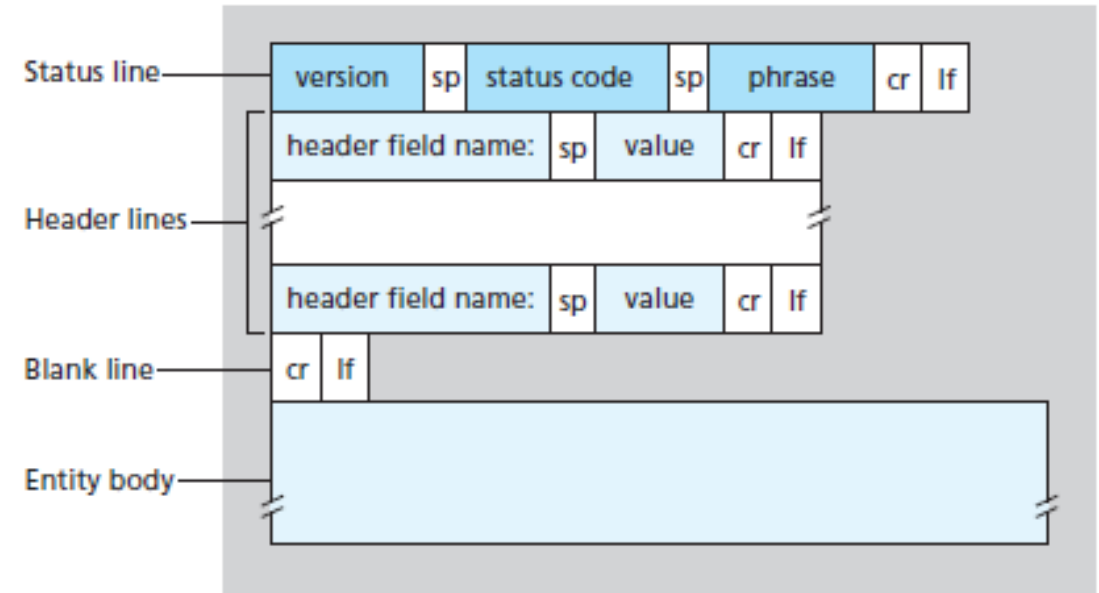 Status line version sp status code sp phrase cr lf
header field name: sp value cr lf
Header lines
header field name: sp value cr lf
Blank line cr lf
Entity body